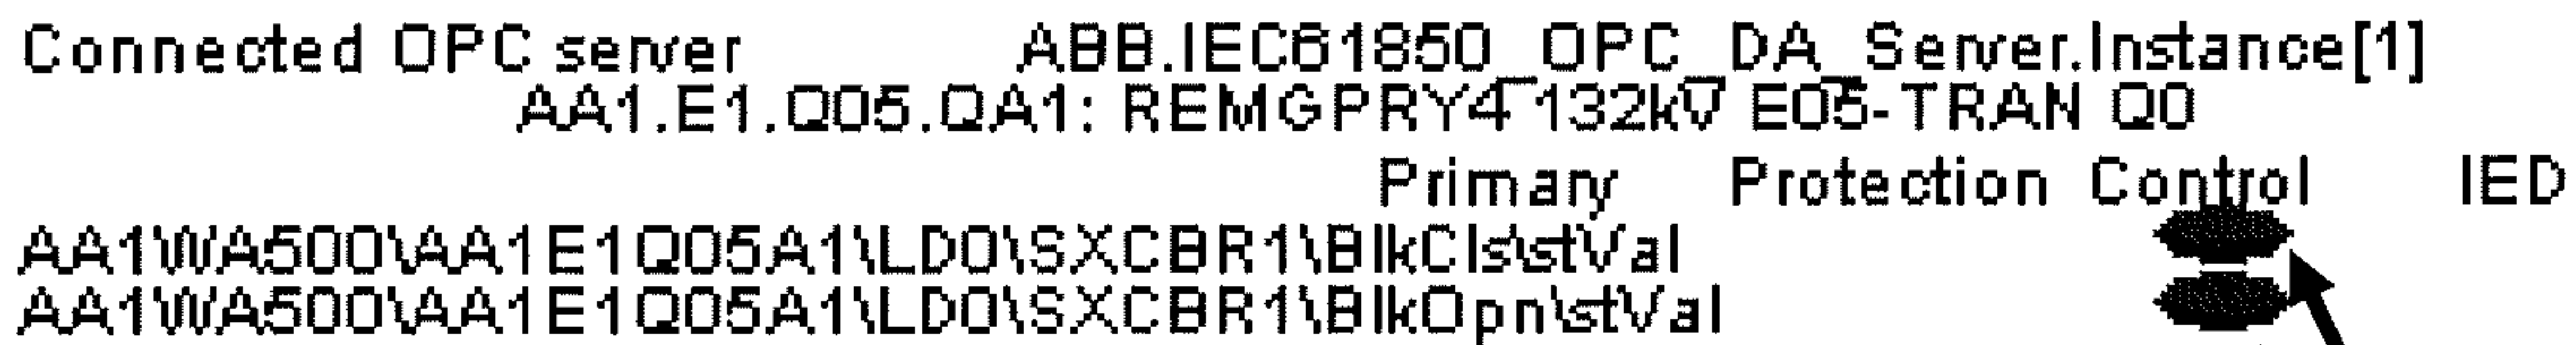 Connected OPC server ABB.IEC61850_OPC_DA_Server.Instance[1]
AA1.E1.Q05.QA1: REMGPRY4 132kV E05-TRAN Q0
Primary Protection Control IED
AA1WA500\AA1E1Q05A1\LD0\SXCBR1\BlkCls\stVal
AA1WA500\AA1E1Q05A1\LD0\SXCBR1\BlkOpn\stVal